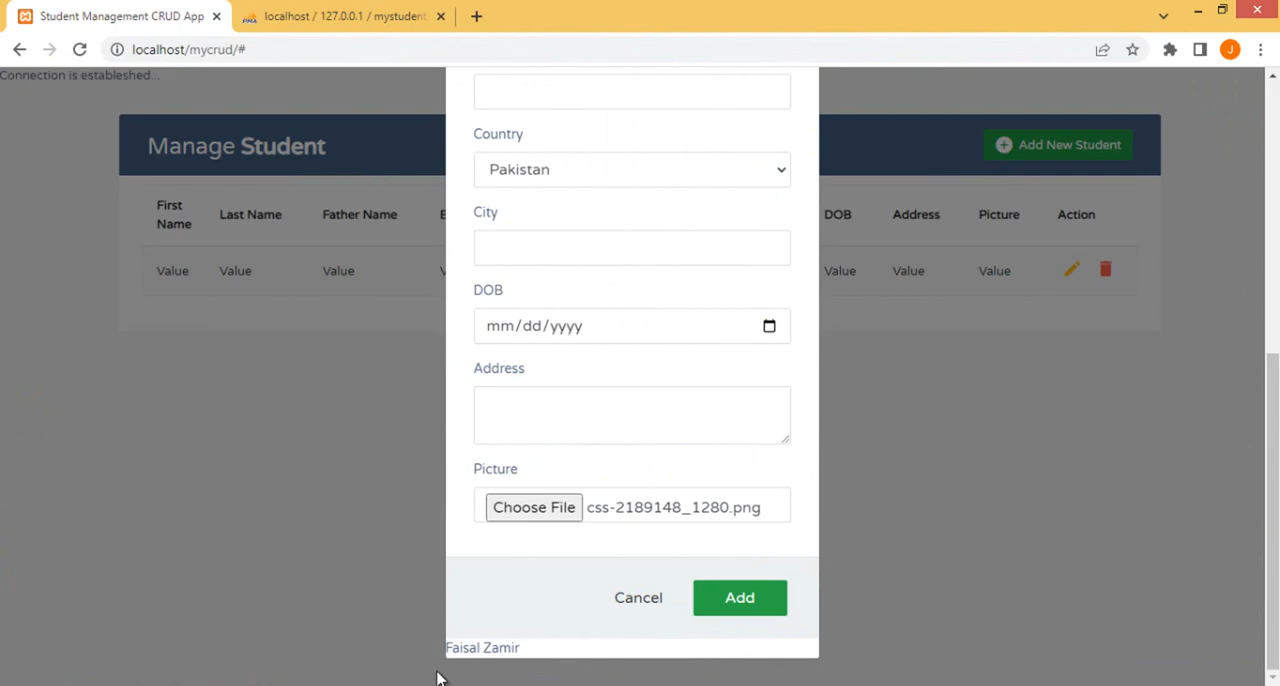 Student Management CRUD App
localhost / 127.0.0.1 / mystudent
localhost/mycrud/#
J
Connection is estableshed...
Manage Student
Add New Student
Country
Pakistan
City
DOB
mm/dd/yyyy
Address
Picture
Choose File css-2189148_1280.png
Cancel
Add
Faisal Zamir
First Name
Last Name
Father Name
E
DOB
Address
Picture
Action
Value
Value
Value
Value
Value
Value